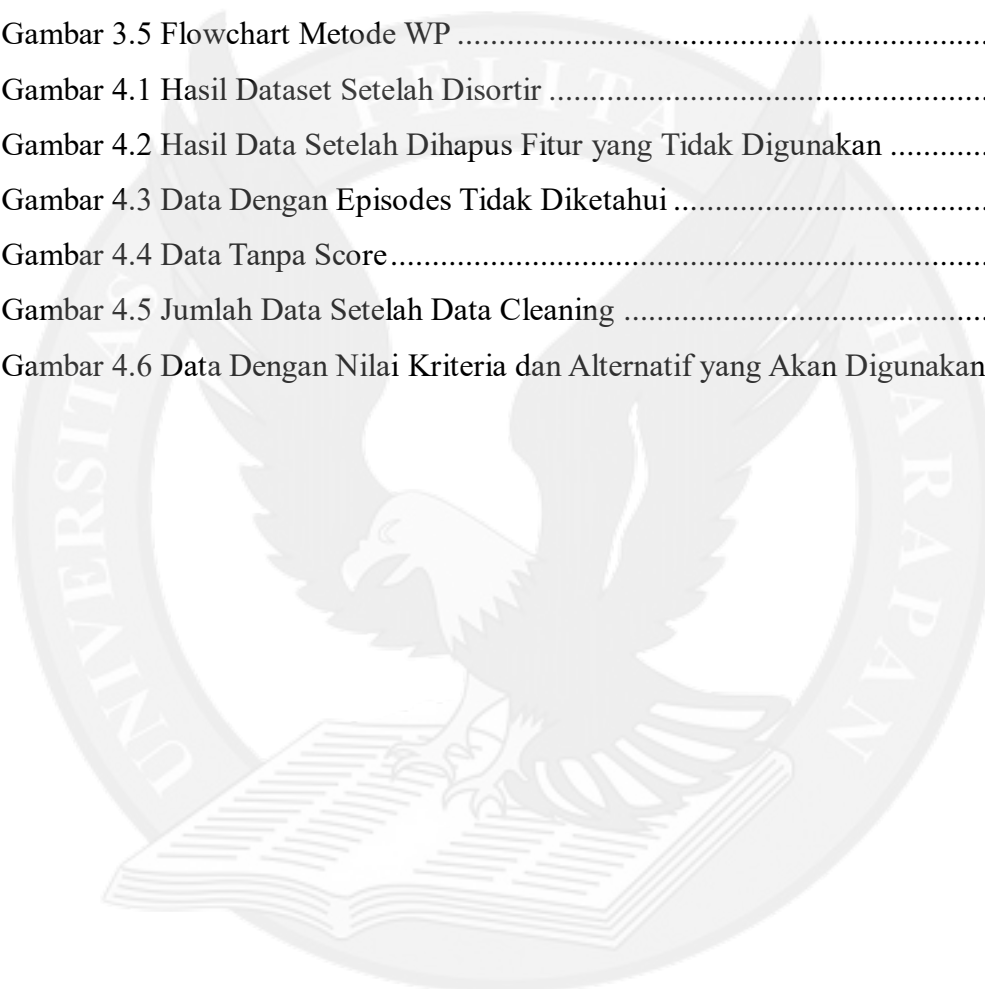 Gambar 3.5 Flowchart Metode WP ........................................................................
Gambar 4.1 Hasil Dataset Setelah Disortir ............................................................
Gambar 4.2 Hasil Data Setelah Dihapus Fitur yang Tidak Digunakan ............
Gambar 4.3 Data Dengan Episodes Tidak Diketahui .......................................
Gambar 4.4 Data Tanpa Score...........................................................................
Gambar 4.5 Jumlah Data Setelah Data Cleaning .............................................
Gambar 4.6 Data Dengan Nilai Kriteria dan Alternatif yang Akan Digunakan
UNIVERSITAS PELITA HARAPAN